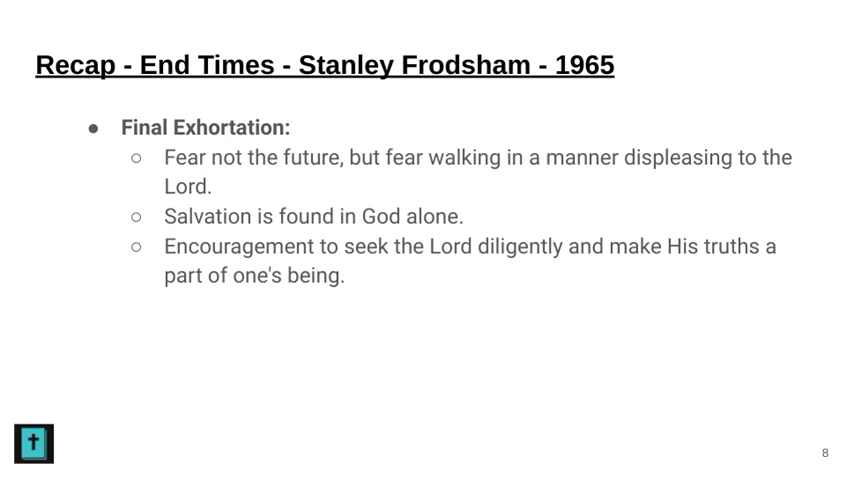 Recap - End Times - Stanley Frodsham - 1965
● Final Exhortation:
○ Fear not the future, but fear walking in a manner displeasing to the
Lord.
○ Salvation is found in God alone.
○ Encouragement to seek the Lord diligently and make His truths a
part of one's being.
8